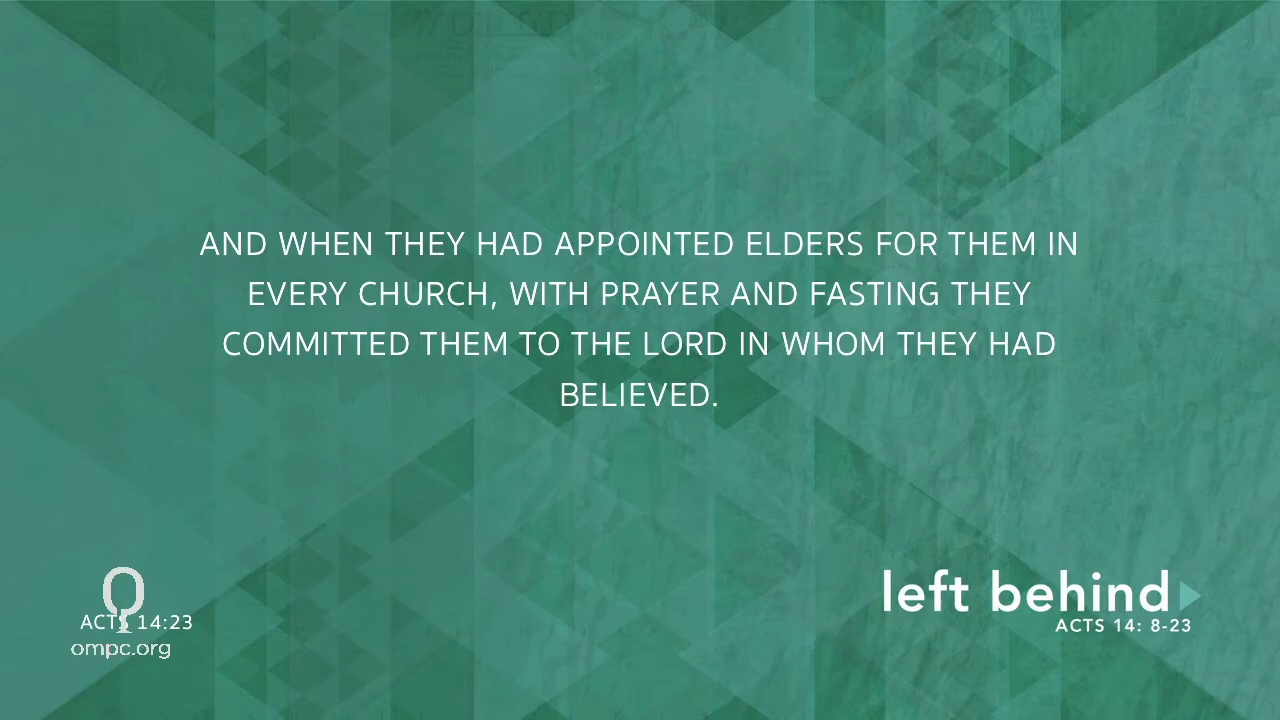 AND WHEN THEY HAD APPOINTED ELDERS FOR THEM IN
EVERY CHURCH, WITH PRAYER AND FASTING THEY
COMMITTED THEM TO THE LORD IN WHOM THEY HAD
BELIEVED.
ACTS 14:23
ompc.org
left behind
ACTS 14: 8-23